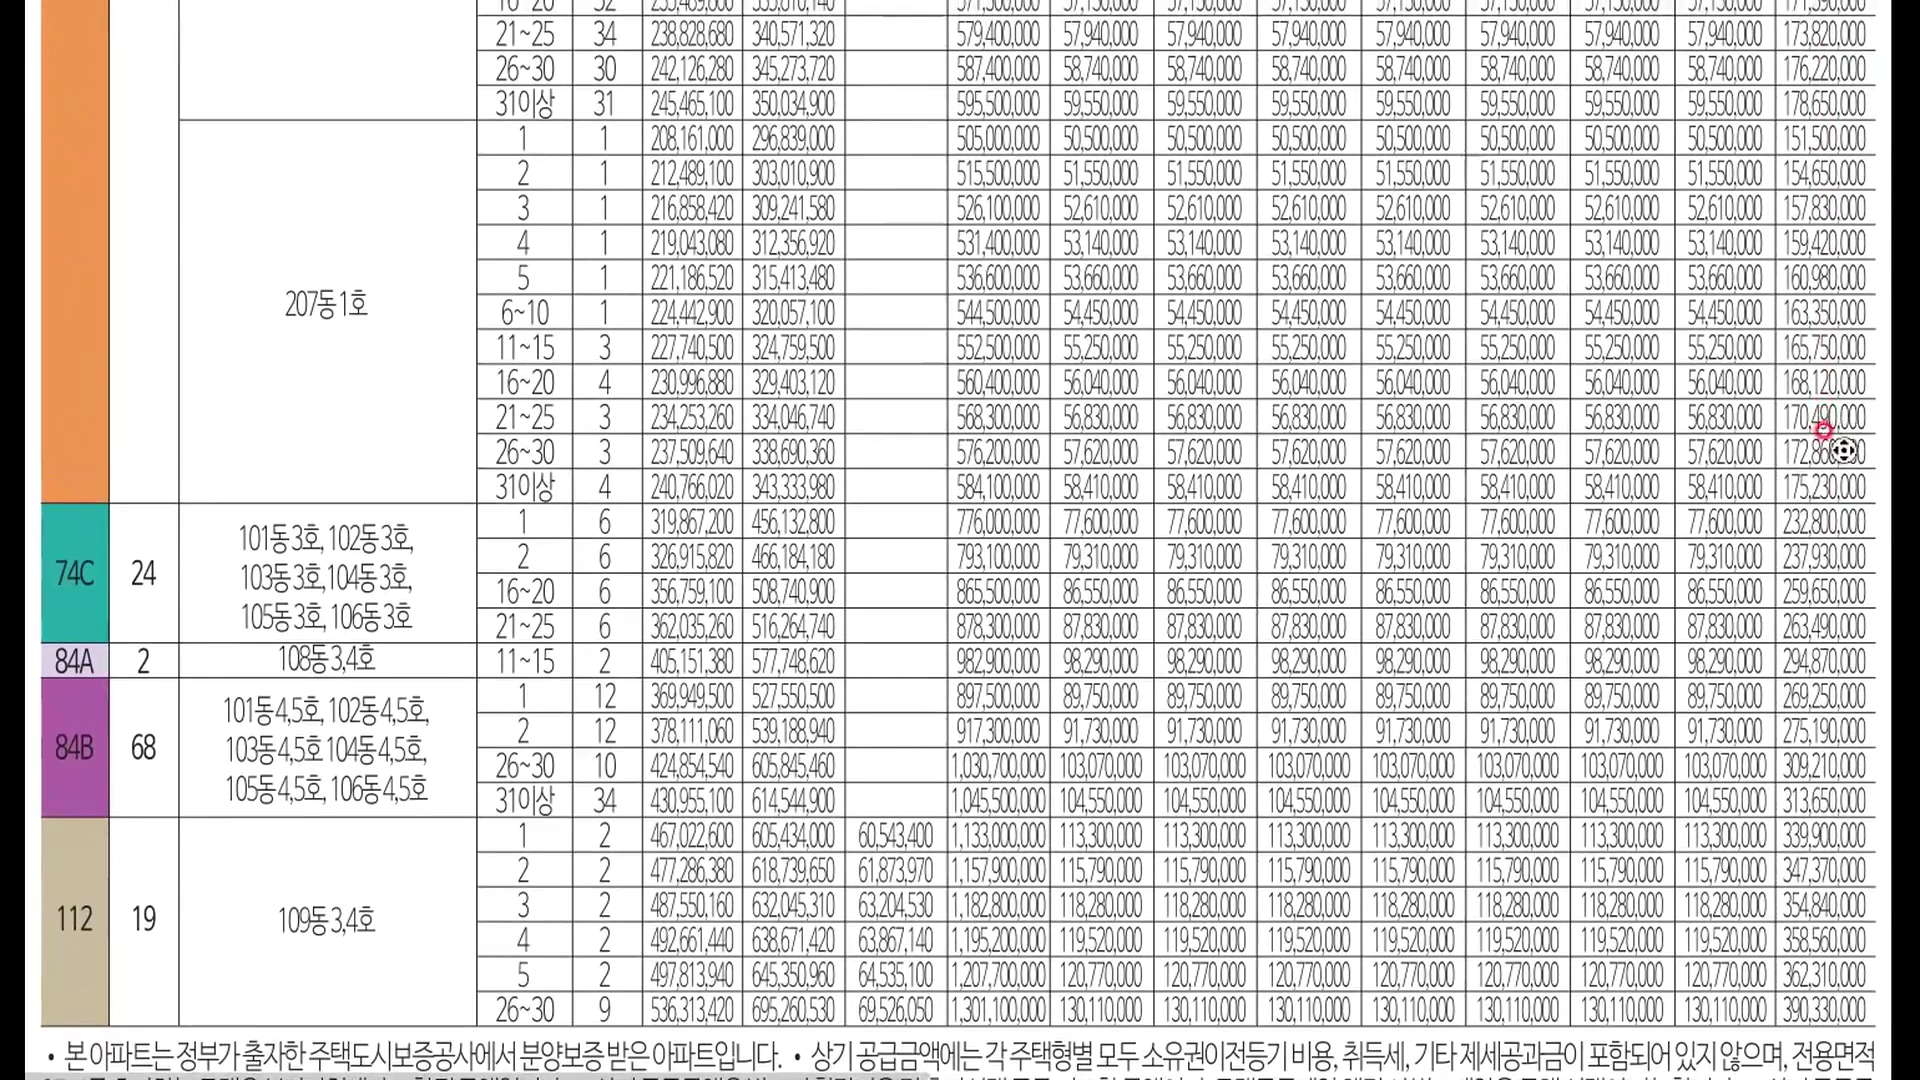 21~25 34 238,828,680 340,571,320 579,400,000 57,940,000 57,940,000 57,940,000 57,940,000 57,940,000 57,940,000 57,940,000 173,820,000
26~30 30 242,126,280 345,273,720 587,400,000 58,740,000 58,740,000 58,740,000 58,740,000 58,740,000 58,740,000 58,740,000 176,220,000
31이상 31 245,465,100 350,034,900 595,500,000 59,550,000 59,550,000 59,550,000 59,550,000 59,550,000 59,550,000 59,550,000 178,650,000
1 1 208,161,000 296,839,000 505,000,000 50,500,000 50,500,000 50,500,000 50,500,000 50,500,000 50,500,000 50,500,000 151,500,000
2 1 212,489,100 303,010,900 515,500,000 51,550,000 51,550,000 51,550,000 51,550,000 51,550,000 51,550,000 51,550,000 154,650,000
3 1 216,858,420 309,241,580 526,100,000 52,610,000 52,610,000 52,610,000 52,610,000 52,610,000 52,610,000 52,610,000 157,830,000
4 1 219,043,080 312,356,920 531,400,000 53,140,000 53,140,000 53,140,000 53,140,000 53,140,000 53,140,000 53,140,000 159,420,000
5 1 221,186,520 315,413,480 536,600,000 53,660,000 53,660,000 53,660,000 53,660,000 53,660,000 53,660,000 53,660,000 160,980,000
207동 1호
6~10 1 224,442,900 320,057,100 544,500,000 54,450,000 54,450,000 54,450,000 54,450,000 54,450,000 54,450,000 54,450,000 163,350,000
11~15 3 227,740,500 324,759,500 552,500,000 55,250,000 55,250,000 55,250,000 55,250,000 55,250,000 55,250,000 55,250,000 165,750,000
16~20 4 230,996,880 329,403,120 560,400,000 56,040,000 56,040,000 56,040,000 56,040,000 56,040,000 56,040,000 56,040,000 168,120,000
21~25 3 234,253,260 334,046,740 568,300,000 56,830,000 56,830,000 56,830,000 56,830,000 56,830,000 56,830,000 56,830,000 170,490,000
26~30 3 237,509,640 338,690,360 576,200,000 57,620,000 57,620,000 57,620,000 57,620,000 57,620,000 57,620,000 57,620,000
31이상 4 240,766,020 343,333,980 584,100,000 58,410,000 58,410,000 58,410,000 58,410,000 58,410,000 58,410,000 58,410,000 175,230,000
1 6 319,867,200 456,132,800 776,000,000 77,600,000 77,600,000 77,600,000 77,600,000 77,600,000 77,600,000 77,600,000 232,800,000
101동 3호, 102동 3호,
2 6 326,915,820 466,184,180 793,100,000 79,310,000 79,310,000 79,310,000 79,310,000 79,310,000 79,310,000 79,310,000 237,930,000
74C 24 103동 3호, 104동 3호,
16~20 6 356,759,100 508,740,900 865,500,000 86,550,000 86,550,000 86,550,000 86,550,000 86,550,000 86,550,000 86,550,000 259,650,000
105동 3호, 106동 3호
21~25 6 362,035,260 516,264,740 878,300,000 87,830,000 87,830,000 87,830,000 87,830,000 87,830,000 87,830,000 87,830,000 263,490,000
84A 2 108동 3,4호 11~15 2 405,151,380 577,748,620 982,900,000 98,290,000 98,290,000 98,290,000 98,290,000 98,290,000 98,290,000 98,290,000 294,870,000
1 12 369,949,500 527,550,500 897,500,000 89,750,000 89,750,000 89,750,000 89,750,000 89,750,000 89,750,000 89,750,000 269,250,000
101동 4,5호, 102동 4,5호,
2 12 378,111,060 539,188,940 917,300,000 91,730,000 91,730,000 91,730,000 91,730,000 91,730,000 91,730,000 91,730,000 275,190,000
84B 68 103동 4,5호 104동 4,5호,
26~30 10 424,854,540 605,845,460 1,030,700,000 103,070,000 103,070,000 103,070,000 103,070,000 103,070,000 103,070,000 103,070,000 309,210,000
105동 4,5호, 106동 4,5호
31이상 34 430,955,100 614,544,900 1,045,500,000 104,550,000 104,550,000 104,550,000 104,550,000 104,550,000 104,550,000 104,550,000 313,650,000
1 2 467,022,600 605,434,000 60,543,400 1,133,000,000 113,300,000 113,300,000 113,300,000 113,300,000 113,300,000 113,300,000 113,300,000 339,900,000
2 2 477,286,380 618,739,650 61,873,970 1,157,900,000 115,790,000 115,790,000 115,790,000 115,790,000 115,790,000 115,790,000 115,790,000 347,370,000
3 2 487,550,160 632,045,310 63,204,530 1,182,800,000 118,280,000 118,280,000 118,280,000 118,280,000 118,280,000 118,280,000 118,280,000 354,840,000
112 19 109동 3,4호
4 2 492,661,440 638,671,420 63,867,140 1,195,200,000 119,520,000 119,520,000 119,520,000 119,520,000 119,520,000 119,520,000 119,520,000 358,560,000
5 2 497,813,940 645,350,960 64,535,100 1,207,700,000 120,770,000 120,770,000 120,770,000 120,770,000 120,770,000 120,770,000 120,770,000 362,310,000
26~30 9 536,313,420 695,260,530 69,526,050 1,301,100,000 130,110,000 130,110,000 130,110,000 130,110,000 130,110,000 130,110,000 130,110,000 390,330,000
• 본 아파트는 정부가 출자한 주택도시보증공사에서 분양보증 받은 아파트입니다. • 상기 공급금액에는 각 주택형별 모두 소유권이전등기 비용, 취득세, 기타 제세공과금이 포함되어 있지 않으며, 전용면적